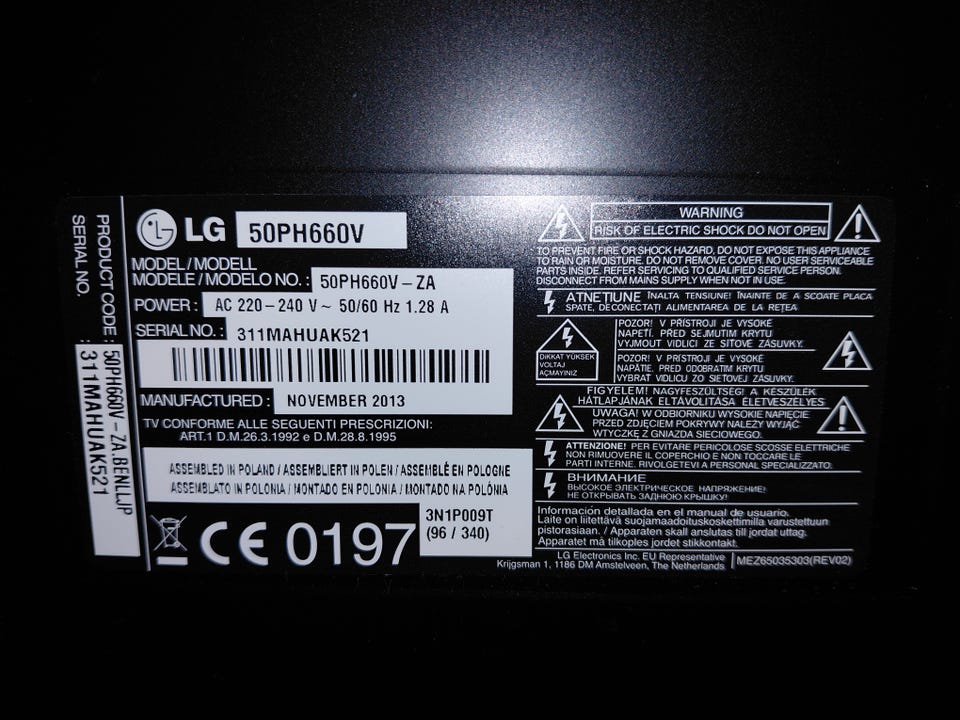 LG 50PH660V
MODEL / MODELL
MODELE / MODELO NO. : 50PH660V - ZA
POWER : AC 220-240 V ~ 50/60 Hz 1.28 A
SERIAL NO. : 311MAHUAK521
MANUFACTURED : NOVEMBER 2013
TV CONFORME ALLE SEGUENTI PRESCRIZIONI:
ART.1 D.M.26.3.1992 e D.M.28.8.1995
ASSEMBLED IN POLAND / ASSEMBLIERT IN POLEN / ASSEMBLÉ EN POLOGNE
ASSEMBLATO IN POLONIA / MONTADO EN POLONIA / MONTADO NA POLÓNIA
3N1P009T
(96 / 340)
CE 0197
PRODUCT CODE : 50PH660V - ZA.BENLLJP
SERIAL NO. : 311MAHUAK521
WARNING
RISK OF ELECTRIC SHOCK DO NOT OPEN
TO PREVENT FIRE OR SHOCK HAZARD. DO NOT EXPOSE THIS APPLIANCE
TO RAIN OR MOISTURE. DO NOT REMOVE COVER. NO USER SERVICEABLE
PARTS INSIDE. REFER SERVICING TO QUALIFIED SERVICE PERSON.
DISCONNECT FROM MAINS SUPPLY WHEN NOT IN USE.
ATNEȚIUNE ÎNALTA TENSIUNE! ÎNAINTE DE A SCOATE PLACA
SPATE, DECONECTAȚI ALIMENTAREA DE LA REȚEA
DIKKAT YÜKSEK
VOLTAJ
AÇMAYINIZ
POZOR! V PŘÍSTROJI JE VYSOKÉ
NAPĚTÍ. PŘED SEJMUTIM KRYTU
VYJMOUT VIDLICI ZE SÍŤOVÉ ZÁSUVKY.
POZOR! V PRÍSTROJI JE VYSOKÉ
NAPÄTIE. PRED ODOBRATIM KRYTU
VYBRAT VIDLICU ZO SIEŤOVEJ ZÁSUVKY.
FIGYELEM! NAGYFESZÜLTSÉG! A KÉSZÜLÉK
HÁTLAPJÁNAK ELTÁVOLÍTÁSA ÉLETVESZÉLYES
UWAGA! W ODBIORNIKU WYSOKIE NAPIĘCIE
PRZED ZDJĘCIEM POKRYWY NALEŻY WYJĄĆ
WTYCZKĘ Z GNIAZDA SIECIOWEGO.
ATTENZIONE! PER EVITARE PERICOLOSE SCOSSE ELETTRICHE
NON RIMUOVERE IL COPERCHIO E NON TOCCARE LE
PARTI INTERNE. RIVOLGETEVI A PERSONAL SPECIALIZZATO.
ВНИМАНИЕ
ВЫСОКОЕ ЭЛЕКТРИЧЕСКОЕ НАПРЯЖЕНИЕ!
НЕ ОТКРЫВАТЬ ЗАДНЮЮ КРЫШКУ!
Información detallada en el manual de usuario.
Laite on liitettävä suojamaadoituskoskettimilla varustettuun
pistorasiaan. / Apparaten skall anslutas till jordat uttag.
Apparatet må tilkoples jordet stikkontakt.
LG Electronics Inc. EU Representative
Krijgsman 1, 1186 DM Amstelveen, The Netherlands
MEZ65035303(REV02)